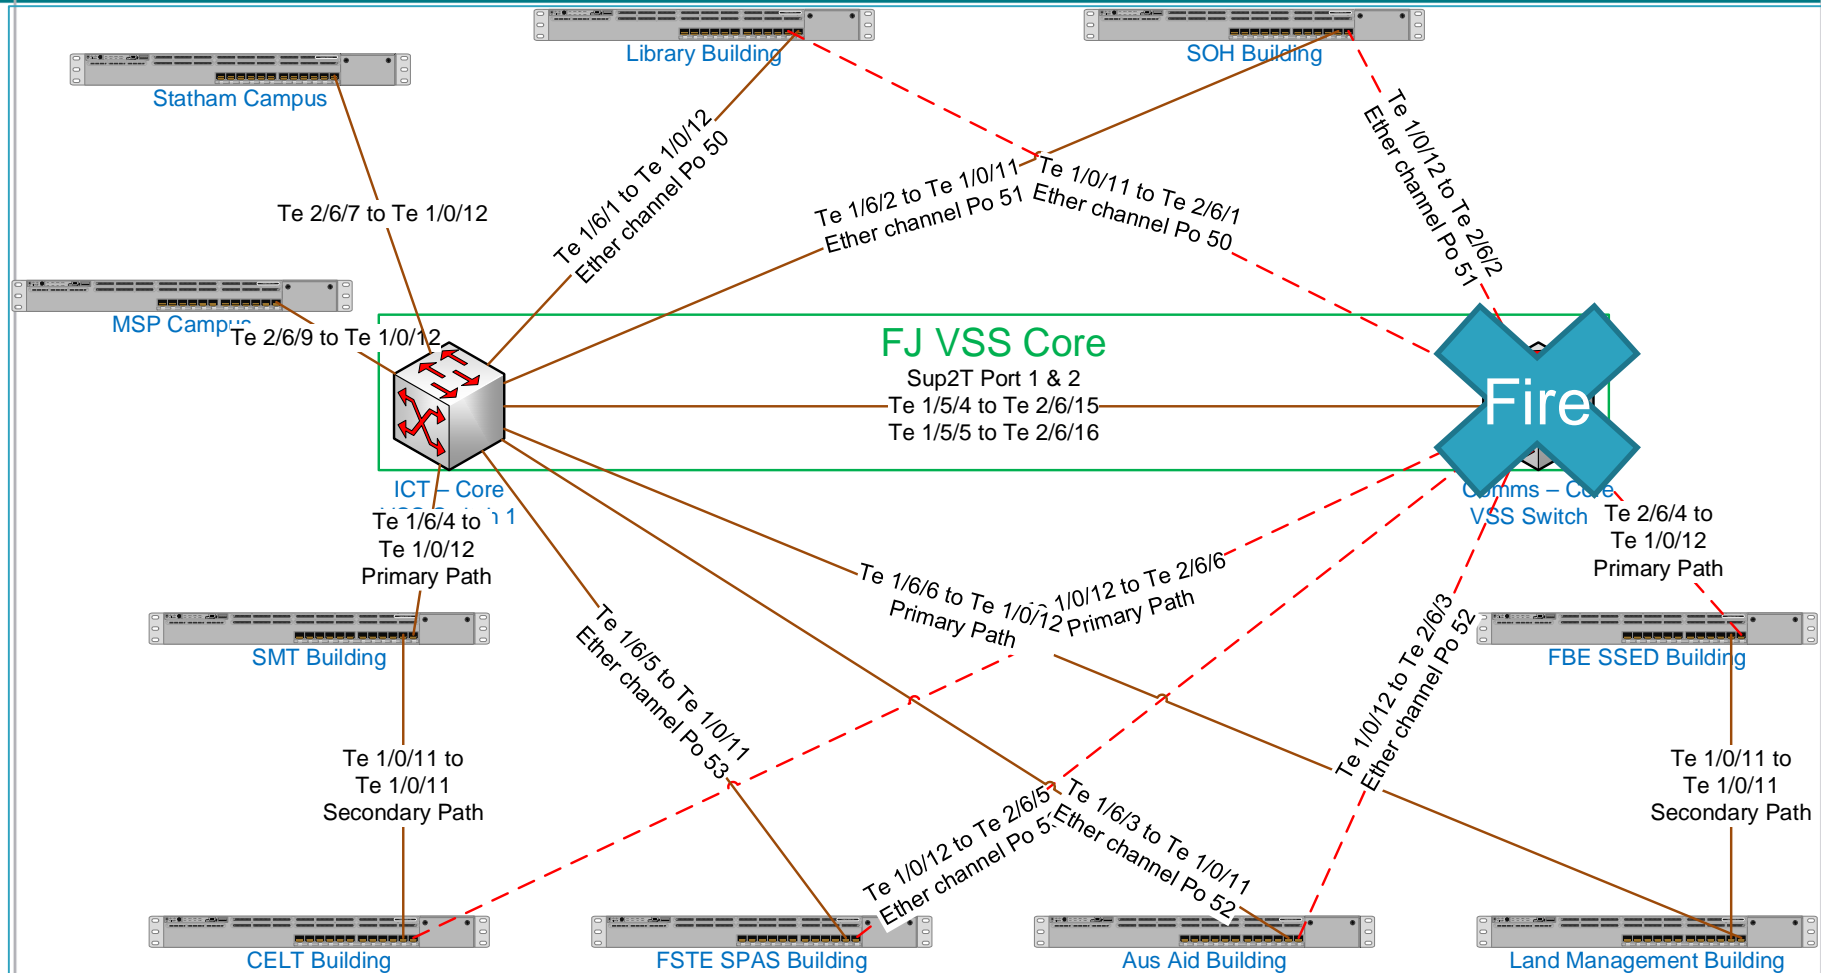 Library Building
SOH Building
Statham Campus
Te 1/6/1 to Te 1/0/12
Ether channel Po 50
Te 1/6/2 to Te 1/0/11
Ether channel Po 51
Te 1/0/11 to Te 2/6/1
Ether channel Po 50
Te 1/0/12 to Te 2/6/2
Ether channel Po 51
Te 2/6/7 to Te 1/0/12
MSP Campus
Te 2/6/9 to Te 1/0/12
FJ VSS Core
Sup2T Port 1 & 2
Te 1/5/4 to Te 2/6/15
Te 1/5/5 to Te 2/6/16
Fire
ICT – Core
1
Comms – Core
VSS Switch
Te 1/6/4 to
Te 1/0/12
Primary Path
Te 2/6/4 to
Te 1/0/12
Primary Path
Te 1/6/6 to Te 1/0/12
Primary Path
1/0/12 to Te 2/6/6
Primary Path
SMT Building
FBE SSED Building
Te 1/6/5 to Te 1/0/11
Ether channel Po 53
Te 1/0/12 to Te 2/6/3
Ether channel Po 52
Te 1/0/11 to
Te 1/0/11
Secondary Path
Te 1/0/11 to
Te 1/0/11
Secondary Path
Te 1/0/12 to Te 2/6/5
Ether channel Po
Te 1/6/3 to Te 1/0/11
Ether channel Po 52
CELT Building
FSTE SPAS Building
Aus Aid Building
Land Management Building